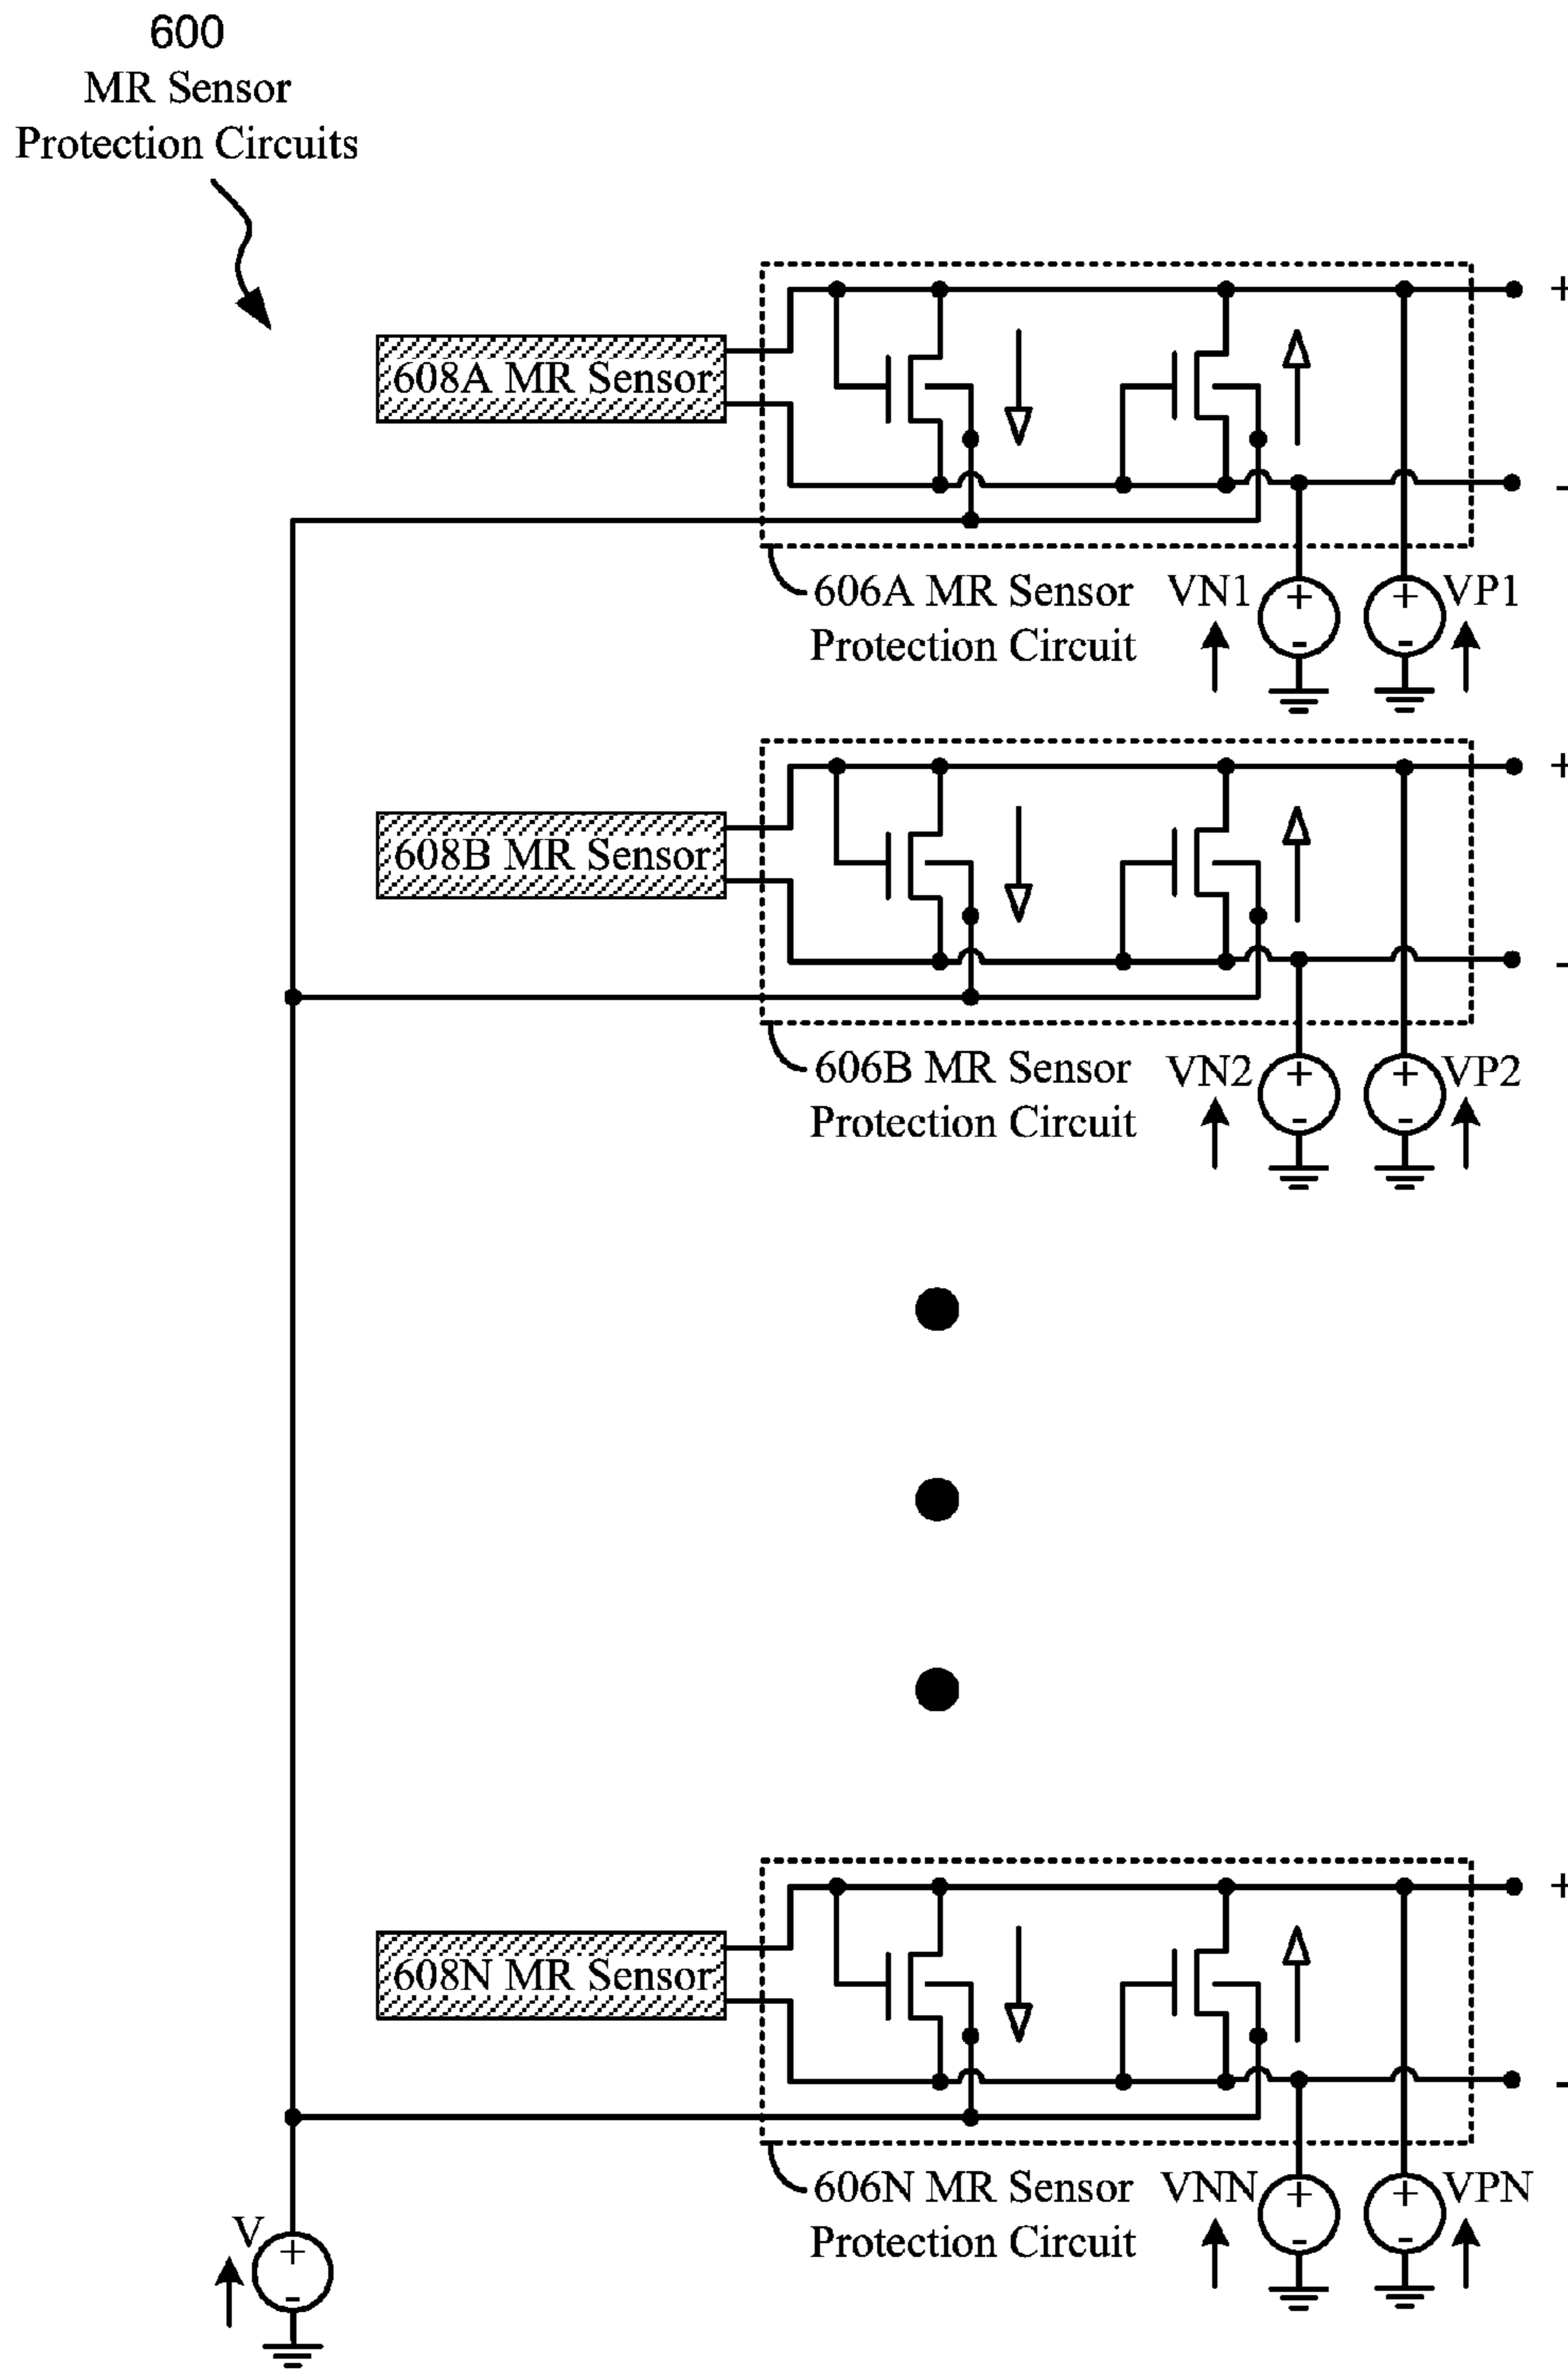 600
MR Sensor
Protection Circuits
+
608A MR Sensor
-
606A MR Sensor
Protection Circuit
VN1
+
-
VP1
+
-
+
608B MR Sensor
-
606B MR Sensor
Protection Circuit
VN2
+
-
VP2
+
-
+
608N MR Sensor
-
606N MR Sensor
Protection Circuit
VNN
+
-
VPN
+
-
V
+
-